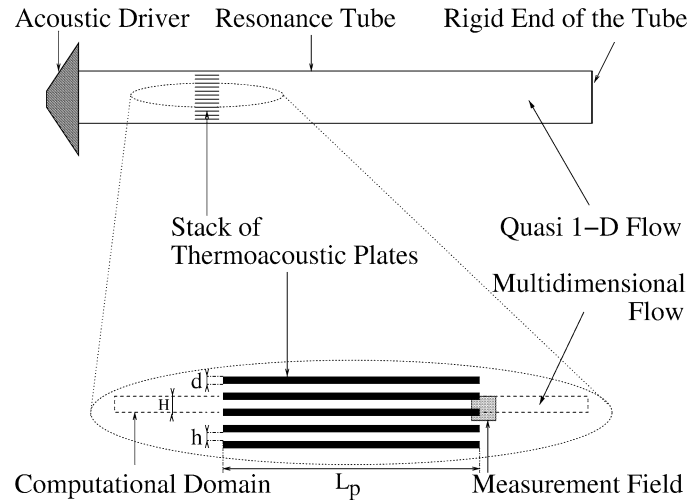 Acoustic Driver
Resonance Tube
Rigid End of the Tube
Stack of
Thermoacoustic Plates
Quasi 1−D Flow
Multidimensional
Flow
d
H
h
Computational Domain
Lp
Measurement Field